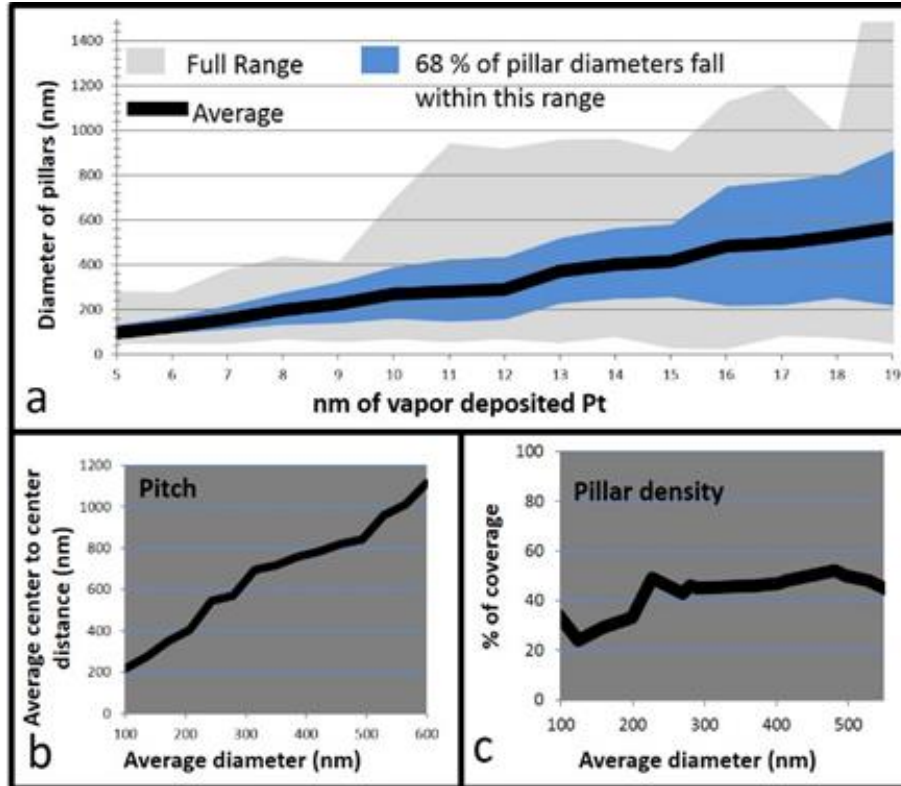 1400
1200
1000
800
600
400
200
0
Diameter of pillars (nm)
Full Range
68 % of pillar diameters fall
within this range
Average
5 6 7 8 9 10 11 12 13 14 15 16 17 18 19
nm of vapor deposited Pt
a
1200
1000
800
600
400
200
0
Average center to center
distance (nm)
Pitch
100 200 300 400 500 600
Average diameter (nm)
b
100
80
60
40
20
0
% of coverage
Pillar density
100 200 300 400 500
Average diameter (nm)
c